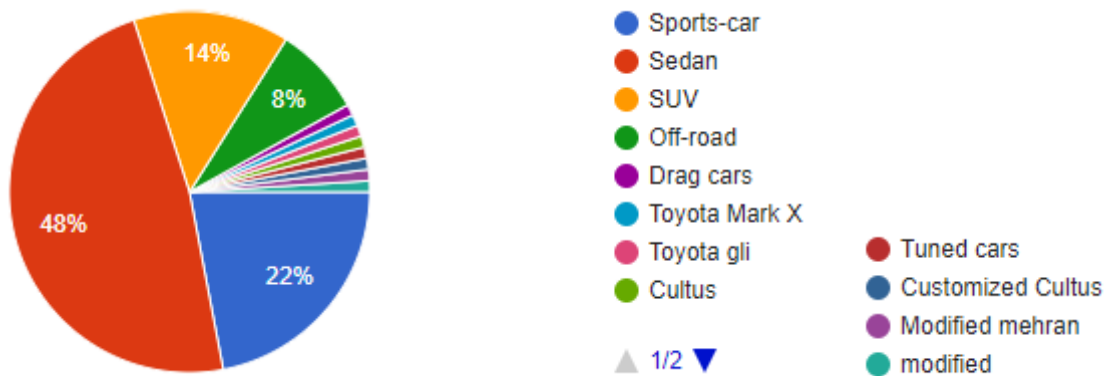 14%
8%
48%
22%
Sports-car
Sedan
SUV
Off-road
Drag cars
Toyota Mark X
Toyota gli
Cultus
1/2
Tuned cars
Customized Cultus
Modified mehran
modified